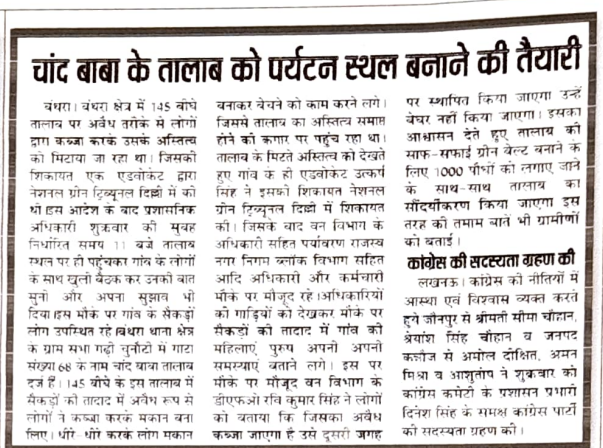 चांद बाबा के तालाब को पर्यटन स्थल बनाने की तैयारी
बंथरा। बंथरा क्षेत्र में 145 बीघे
तालाब पर अवैध तरीके से लोगों
द्वारा कब्जा करके उसके अस्तित्व
को मिटाया जा रहा था। जिसकी
शिकायत एक एडवोकेट द्वारा
नेशनल ग्रीन ट्रिब्यूनल दिल्ली में की
थी।इस आदेश के बाद प्रशासनिक
अधिकारी शुक्रवार की सुबह
निर्धारित समय 11 बजे तालाब
स्थल पर ही पहुंचकर गांव के लोगों
के साथ खुली बैठक कर उनकी बात
सुनी और अपना सुझाव भी
दिया।इस मौके पर गांव के सैकड़ों
लोग उपस्थित रहे।बंथरा थाना क्षेत्र
के ग्राम सभा गढ़ी चुनौटी में गाटा
संख्या 68 के नाम चांद बाबा तालाब
दर्ज है। 145 बीघे के इस तालाब में
सैकड़ों की तादाद में अवैध रूप से
लोगों ने कब्जा करके मकान बना
लिए। धीरे-धीरे करके लोग मकान
बनाकर बेचने को काम करने लगे।
जिससे तालाब का अस्तित्व समाप्त
होने की कगार पर पहुंच रहा था।
तालाब के मिटते अस्तित्व को देखते
हुए गांव के ही एडवोकेट उत्कर्ष
सिंह ने इसकी शिकायत नेशनल
ग्रीन ट्रिब्यूनल दिल्ली में शिकायत
की। जिसके बाद वन विभाग के
अधिकारी सहित पर्यावरण राजस्व
नगर निगम ब्लॉक विभाग सहित
आदि अधिकारी और कर्मचारी
मौके पर मौजूद रहे।अधिकारियों
की गाड़ियों को देखकर मौके पर
सैकड़ों की तादाद में गांव की
महिलाएं पुरुष अपनी अपनी
समस्याएं बताने लगे। इस पर
मौके पर मौजूद वन विभाग के
डीएफओ रवि कुमार सिंह ने लोगों
को बताया कि जिसका अवैध
कब्जा जाएगा है उसे दूसरी जगह
पर स्थापित किया जाएगा उन्हें
बेघर नहीं किया जाएगा। इसका
आश्वासन देते हुए तालाब की
साफ-सफाई ग्रीन बेल्ट बनाने के
लिए 1000 पौधों को लगाए जाने
के साथ-साथ तालाब का
सौंदर्यीकरण किया जाएगा इस
तरह की तमाम बातें भी ग्रामीणों
को बताई।
कांग्रेस की सदस्यता ग्रहण की
लखनऊ। कांग्रेस की नीतियों में
आस्था एवं विश्वास व्यक्त करते
हुये जौनपुर से श्रीमती सीमा चौहान,
श्रेयांश सिंह चौहान व जनपद
कन्नौज से अमोल दीक्षित, अमन
मिश्रा व आशुतोष ने शुक्रवार को
कांग्रेस कमेटी के प्रशासन प्रभारी
दिनेश सिंह के समक्ष कांग्रेस पार्टी
की सदस्यता ग्रहण की।